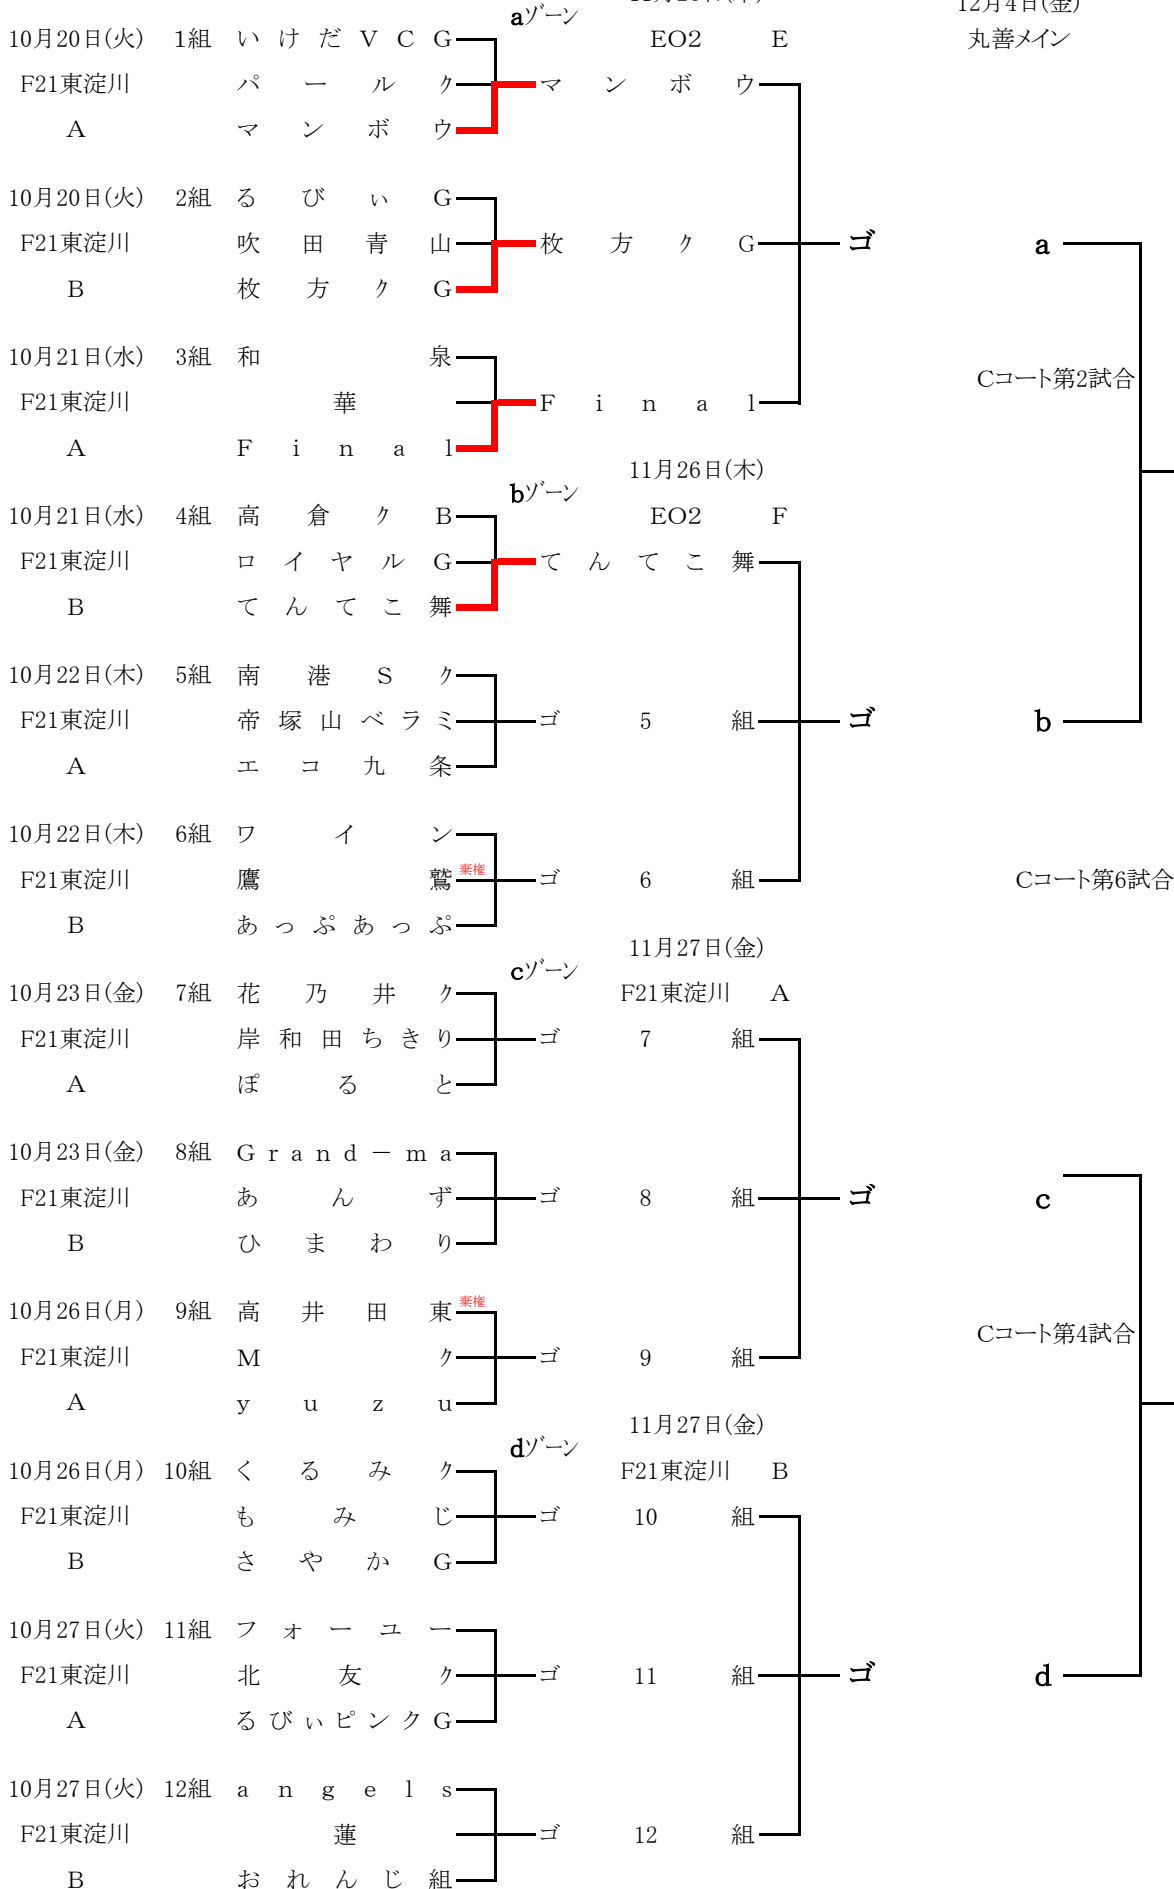 12月4日(金)
aゾーン
10月20日(火) 1組 いけだVCG EO2 E 丸善メイン
F21東淀川 パールク マンボウ
A マンボウ
10月20日(火) 2組 るびぃG
F21東淀川 吹田青山 枚方クG ゴ a
B 枚方クG
10月21日(水) 3組 和泉
Cコート第2試合
F21東淀川 華 Final
A Final
11月26日(木)
bゾーン
10月21日(水) 4組 高倉クB EO2 F
F21東淀川 ロイヤルG てんてこ舞
B てんてこ舞
10月22日(木) 5組 南港Sク
F21東淀川 帝塚山ベラミ ゴ 5 組 ゴ b
A エコ九条
10月22日(木) 6組 ワイン
棄権
F21東淀川 鷹鷲 ゴ 6 組 Cコート第6試合
B あっぷあっぷ
11月27日(金)
cゾーン
10月23日(金) 7組 花乃井ク F21東淀川 A
F21東淀川 岸和田ちきり ゴ 7 組
A ぽると
10月23日(金) 8組 Grand－ma
F21東淀川 あんず ゴ 8 組 ゴ c
B ひまわり
棄権
10月26日(月) 9組 高井田東
Cコート第4試合
F21東淀川 Mク ゴ 9 組
A yuzu
11月27日(金)
dゾーン
10月26日(月) 10組 くるみク F21東淀川 B
F21東淀川 もみじ ゴ 10 組
B さやかG
10月27日(火) 11組 フォーユー
F21東淀川 北友ク ゴ 11 組 ゴ d
A るびぃピンクG
10月27日(火) 12組 angels
F21東淀川 蓮 ゴ 12 組
B おれんじ組